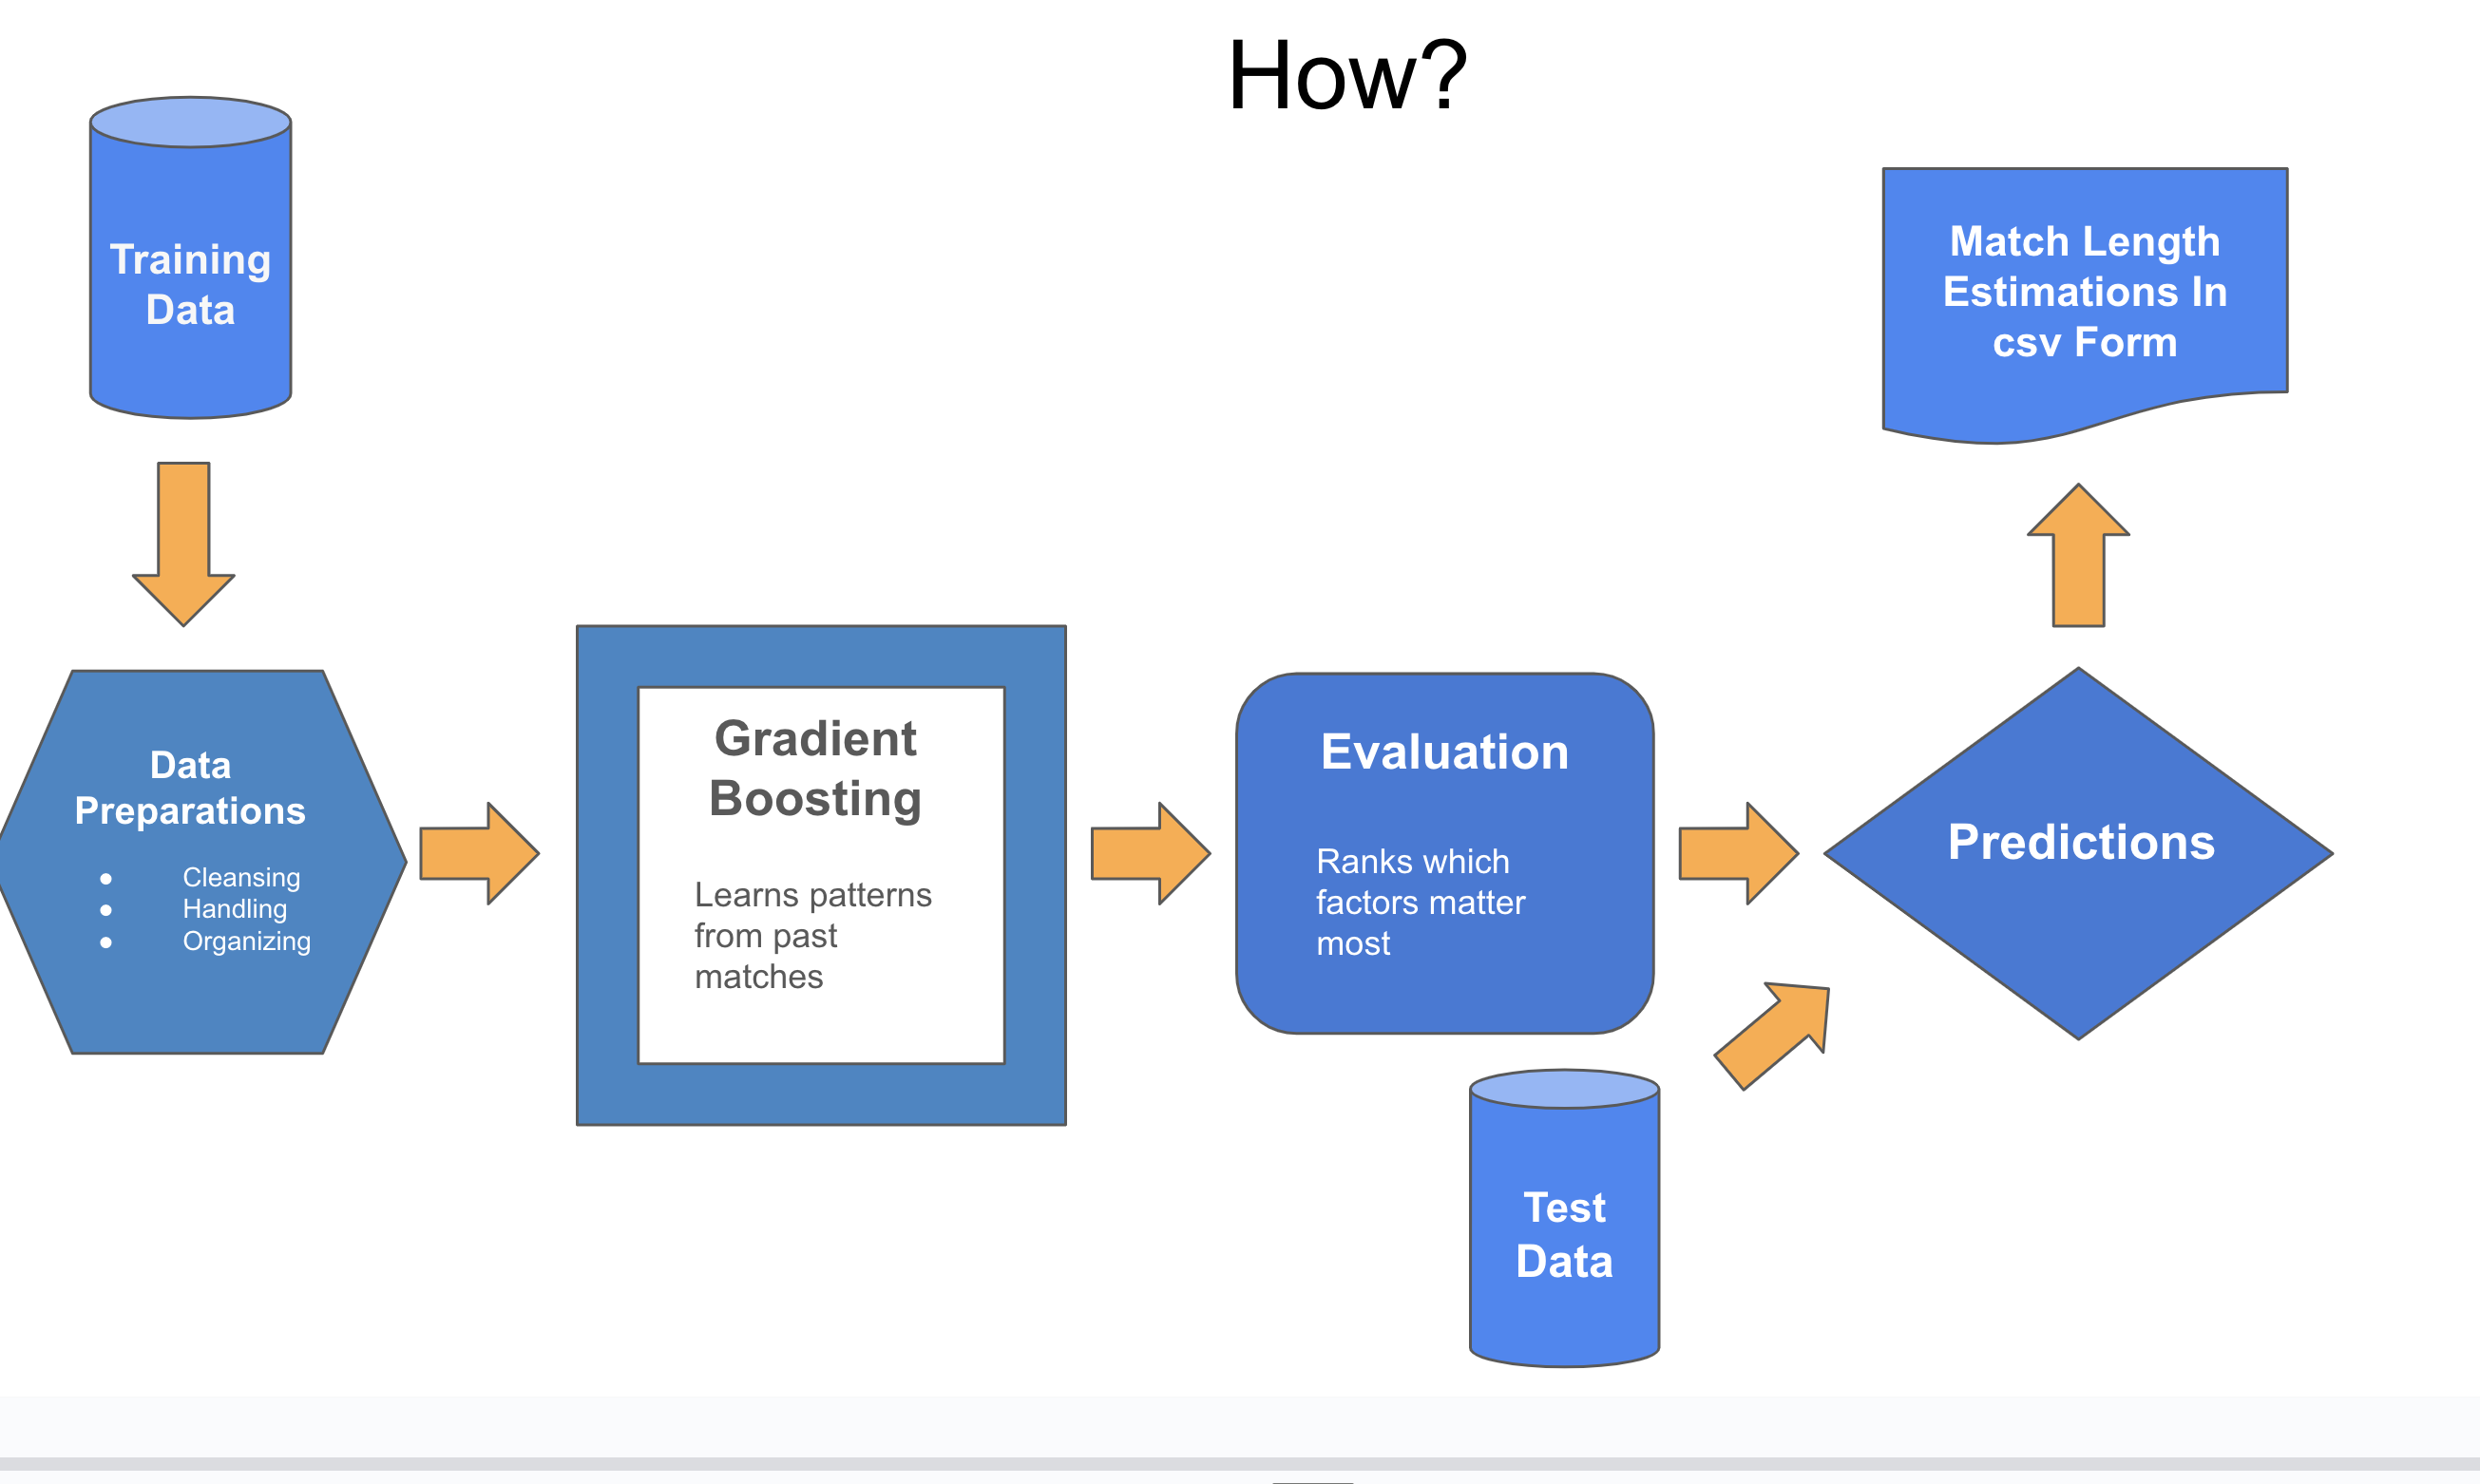 How?
Training
Data
Data
Preparations
● Cleansing
● Handling
● Organizing
Gradient
Boosting
Learns patterns
from past
matches
Evaluation
Ranks which
factors matter
most
Test
Data
Predictions
Match Length
Estimations In
csv Form